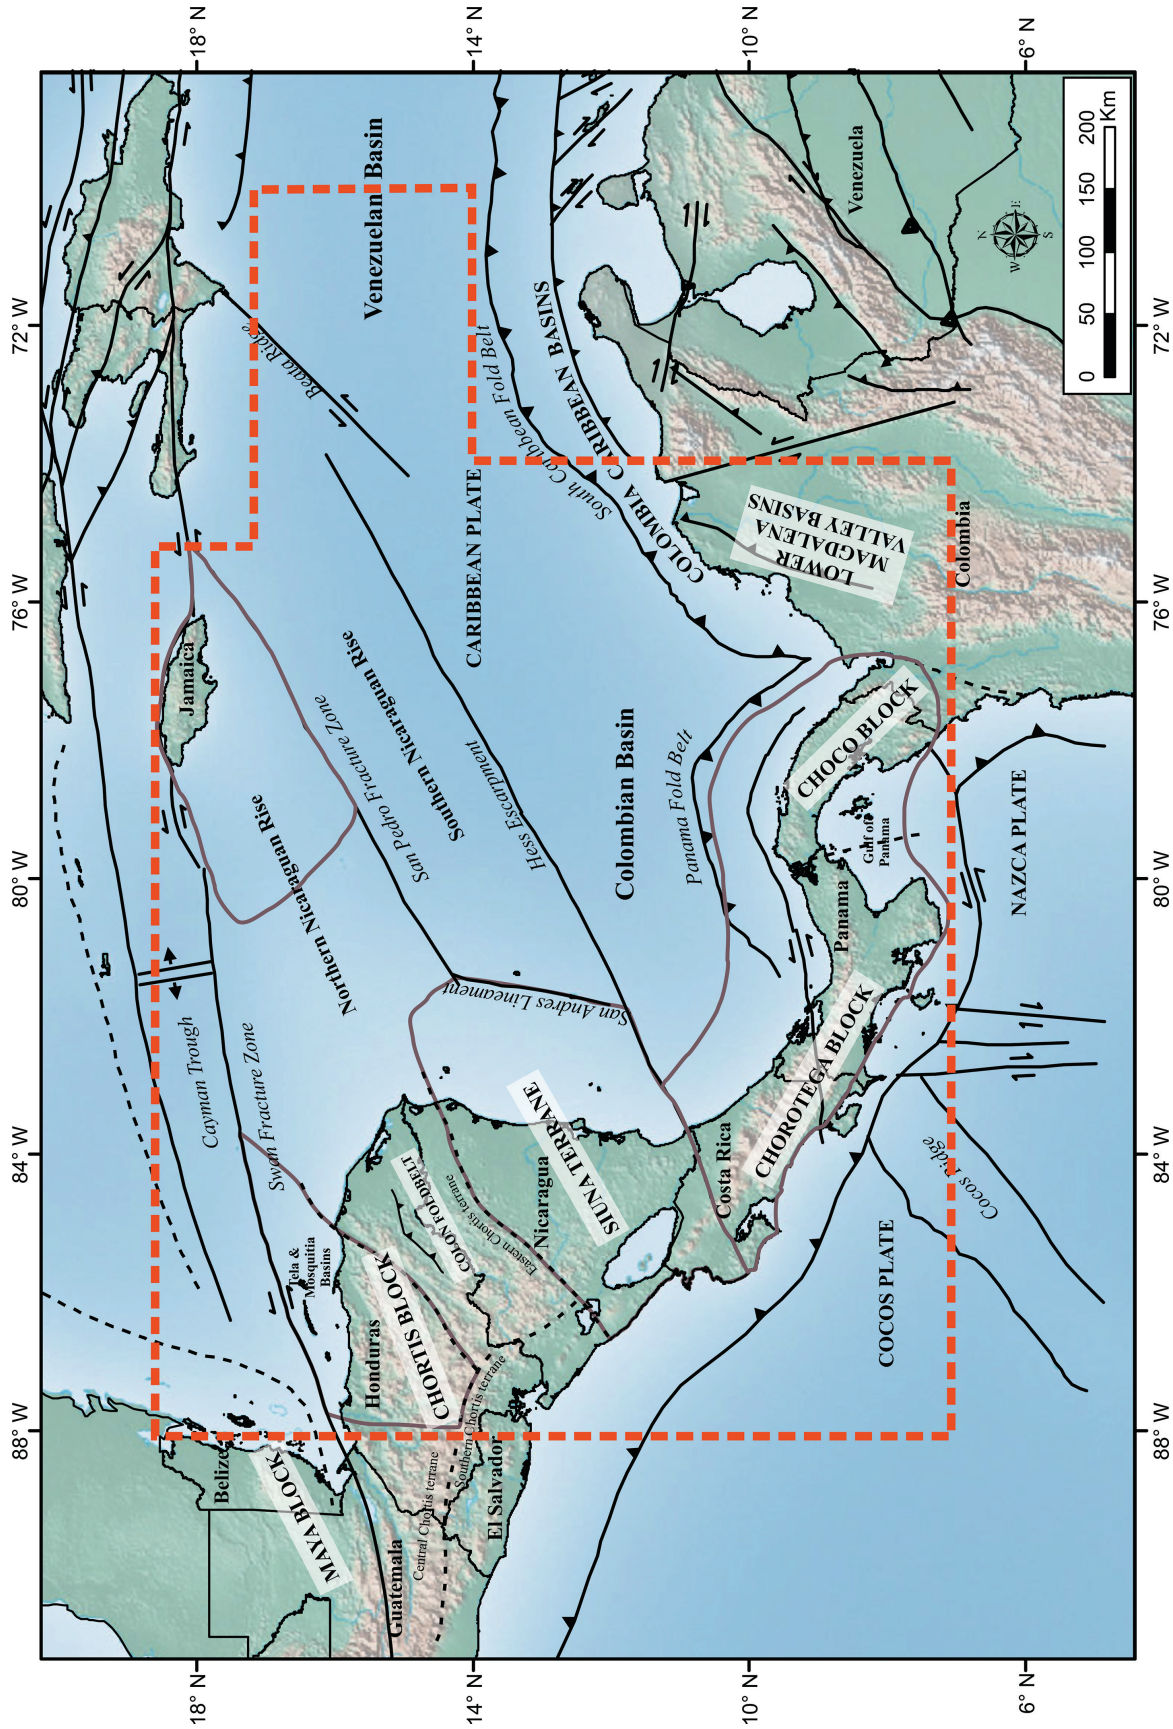 88° W
84° W
80° W
76° W
72° W
18° N
18° N
14° N
14° N
10° N
10° N
6° N
6° N
Belize
MAYA BLOCK
Guatemala
Central Chortis terrane
Southern Chortis terrane
El Salvador
Honduras
CHORTIS BLOCK
Tela &
Mosquitia
Basins
COLON FOLDBELT
Eastern Chortis terrane
Nicaragua
SIUNA TERRANE
Costa Rica
CHOROTEGA BLOCK
Panama
Gulf of
Panama
CHOCO BLOCK
Cayman Trough
Swan Fracture Zone
Northern Nicaraguan Rise
Jamaica
San Pedro Fracture Zone
Southern Nicaraguan Rise
Hess Escarpment
San Andres Lineament
Colombian Basin
Panama Fold Belt
CARIBBEAN PLATE
Beata Ridge
Venezuelan Basin
South Caribbean Fold Belt
COLOMBIA CARIBBEAN BASINS
LOWER
MAGDALENA
VALLEY BASINS
Colombia
Venezuela
COCOS PLATE
Cocos Ridge
NAZCA PLATE
N
E
S
W
0
50
100
150
200
Km